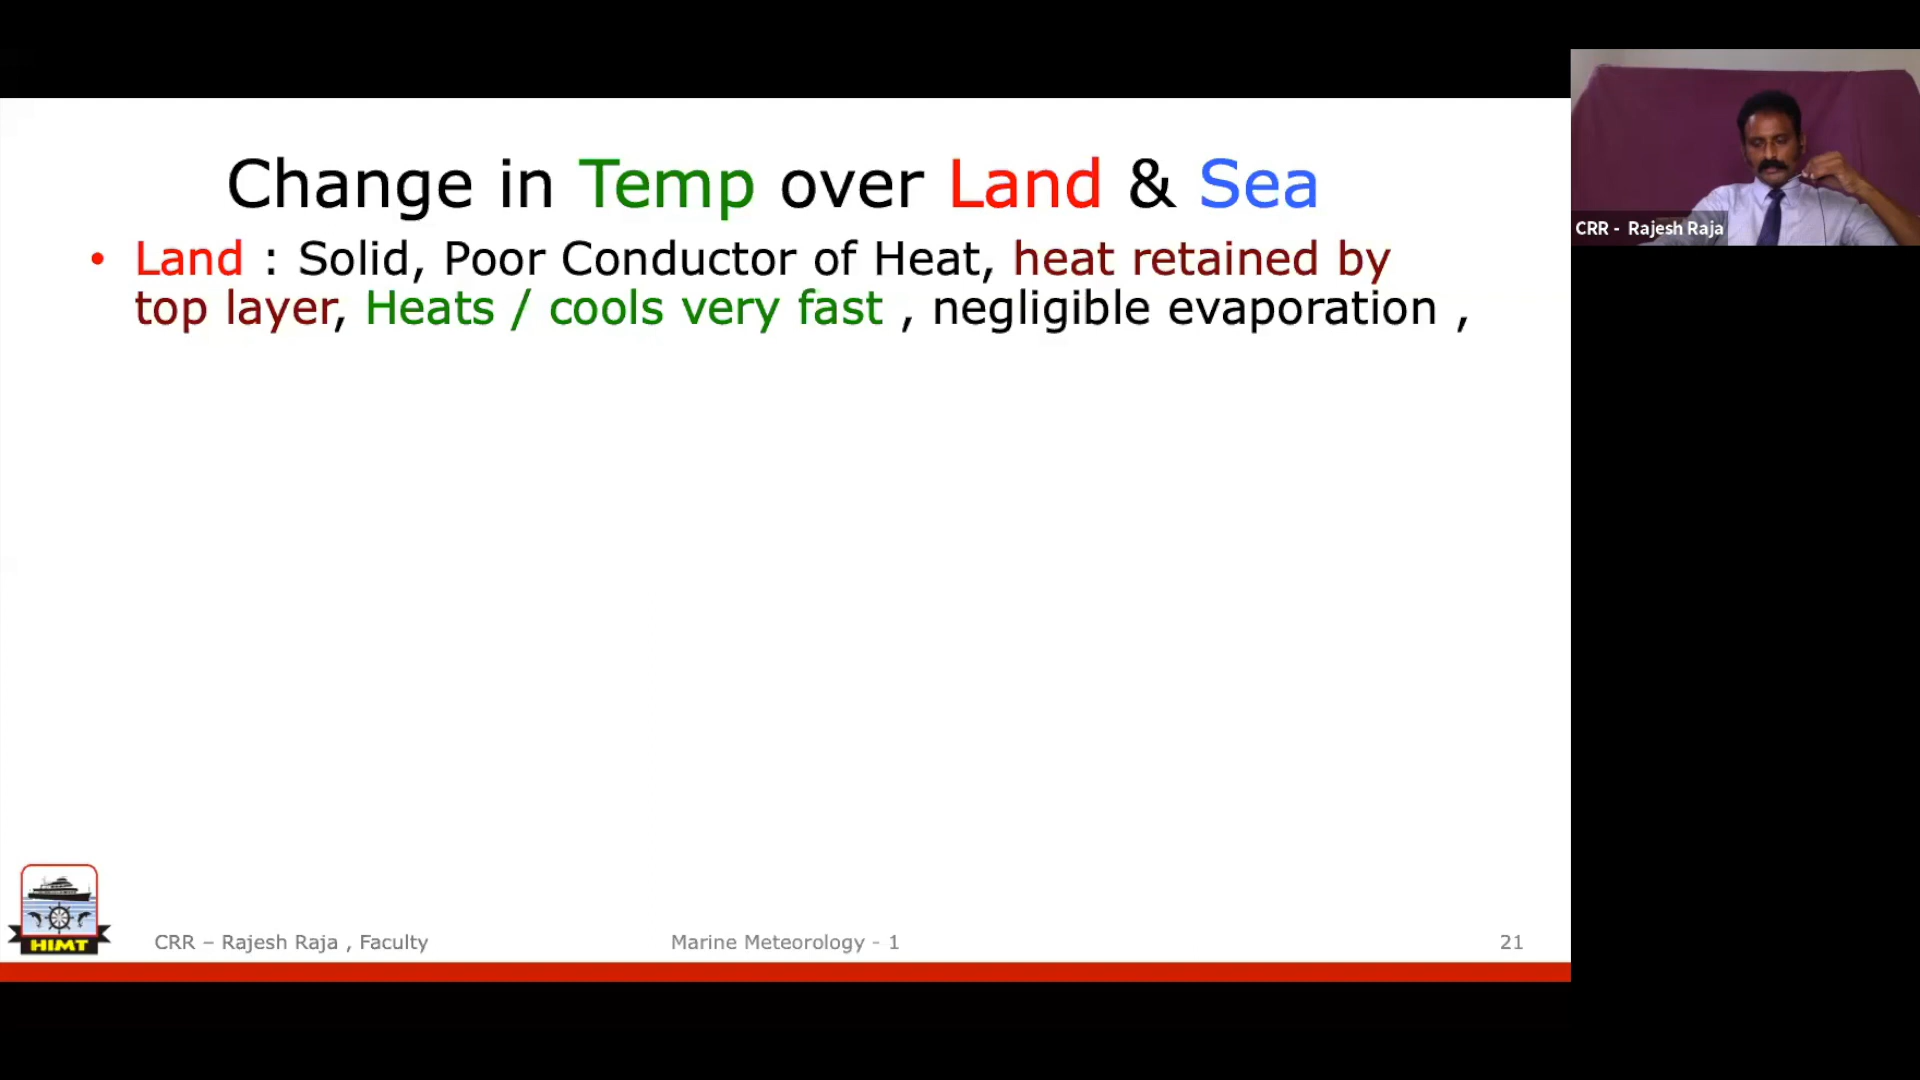 Change in Temp over Land & Sea
• Land : Solid, Poor Conductor of Heat, heat retained by
top layer, Heats / cools very fast , negligible evaporation ,
CRR - Rajesh Raja
HIMT
CRR – Rajesh Raja , Faculty
Marine Meteorology - 1
21